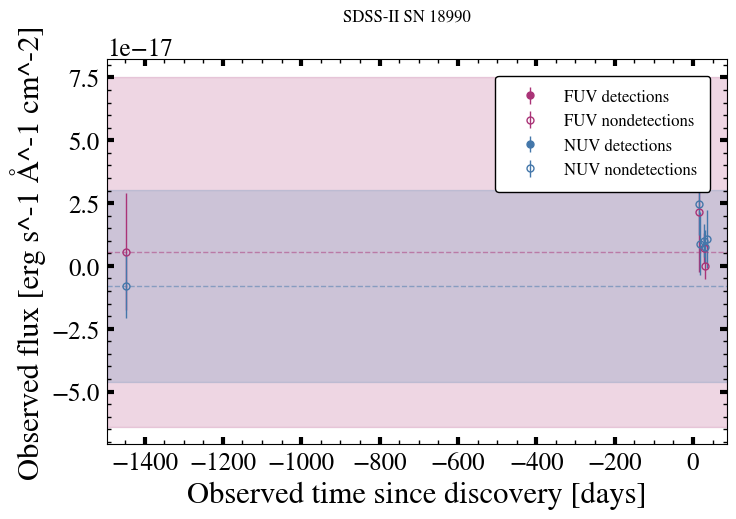 SDSS-II SN 18990
1e−17
7.5
5.0
2.5
0.0
−2.5
−5.0
Observed flux [erg s^-1 Å^-1 cm^-2]
FUV detections
FUV nondetections
NUV detections
NUV nondetections
−1400 −1200 −1000 −800 −600 −400 −200 0
Observed time since discovery [days]